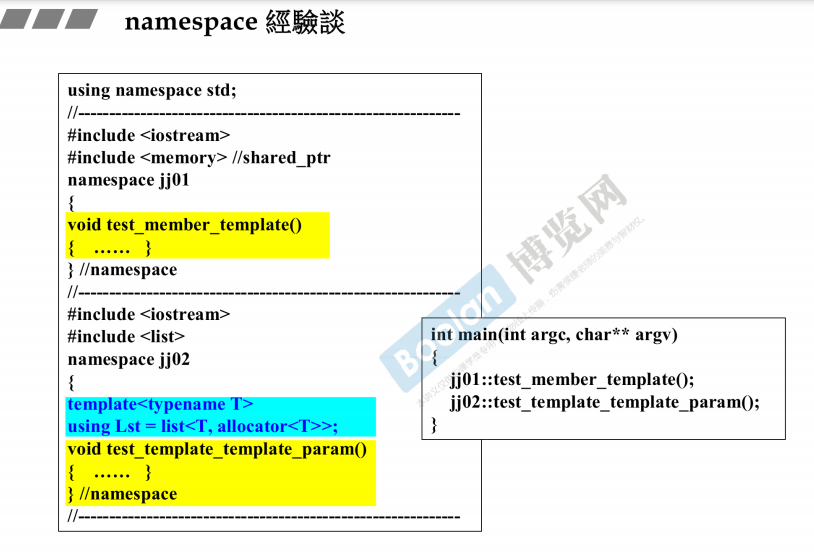 namespace 經驗談
using namespace std;
//--------------------------------------------------------------
#include <iostream>
#include <memory> //shared_ptr
namespace jj01
{
void test_member_template()
{ …… }
} //namespace
//--------------------------------------------------------------
#include <iostream>
#include <list>
namespace jj02
{
template<typename T>
using Lst = list<T, allocator<T>>;
void test_template_template_param()
{ …… }
} //namespace
//--------------------------------------------------------------
int main(int argc, char** argv)
{
jj01::test_member_template();
jj02::test_template_template_param();
}
Boolan 博览网